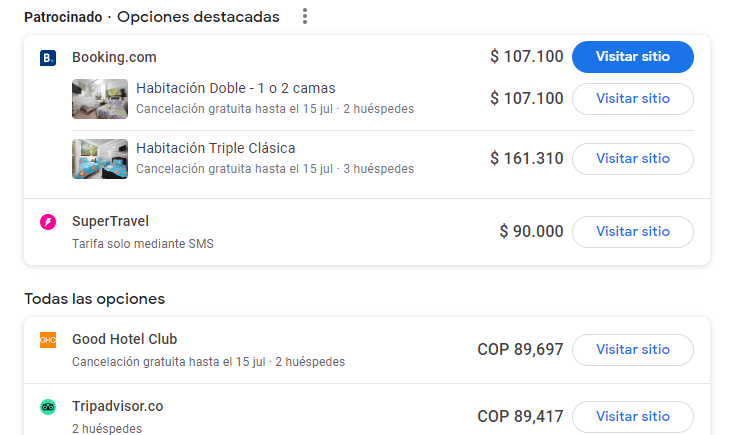 Patrocinado · Opciones destacadas
B.
Booking.com
$ 107.100
Visitar sitio
Habitación Doble - 1 o 2 camas
Cancelación gratuita hasta el 15 jul · 2 huéspedes
$ 107.100
Visitar sitio
Habitación Triple Clásica
Cancelación gratuita hasta el 15 jul · 3 huéspedes
$ 161.310
Visitar sitio
SuperTravel
Tarifa solo mediante SMS
$ 90.000
Visitar sitio
Todas las opciones
GHC
Good Hotel Club
Cancelación gratuita hasta el 15 jul · 2 huéspedes
COP 89,697
Visitar sitio
Tripadvisor.co
2 huéspedes
COP 89,417
Visitar sitio